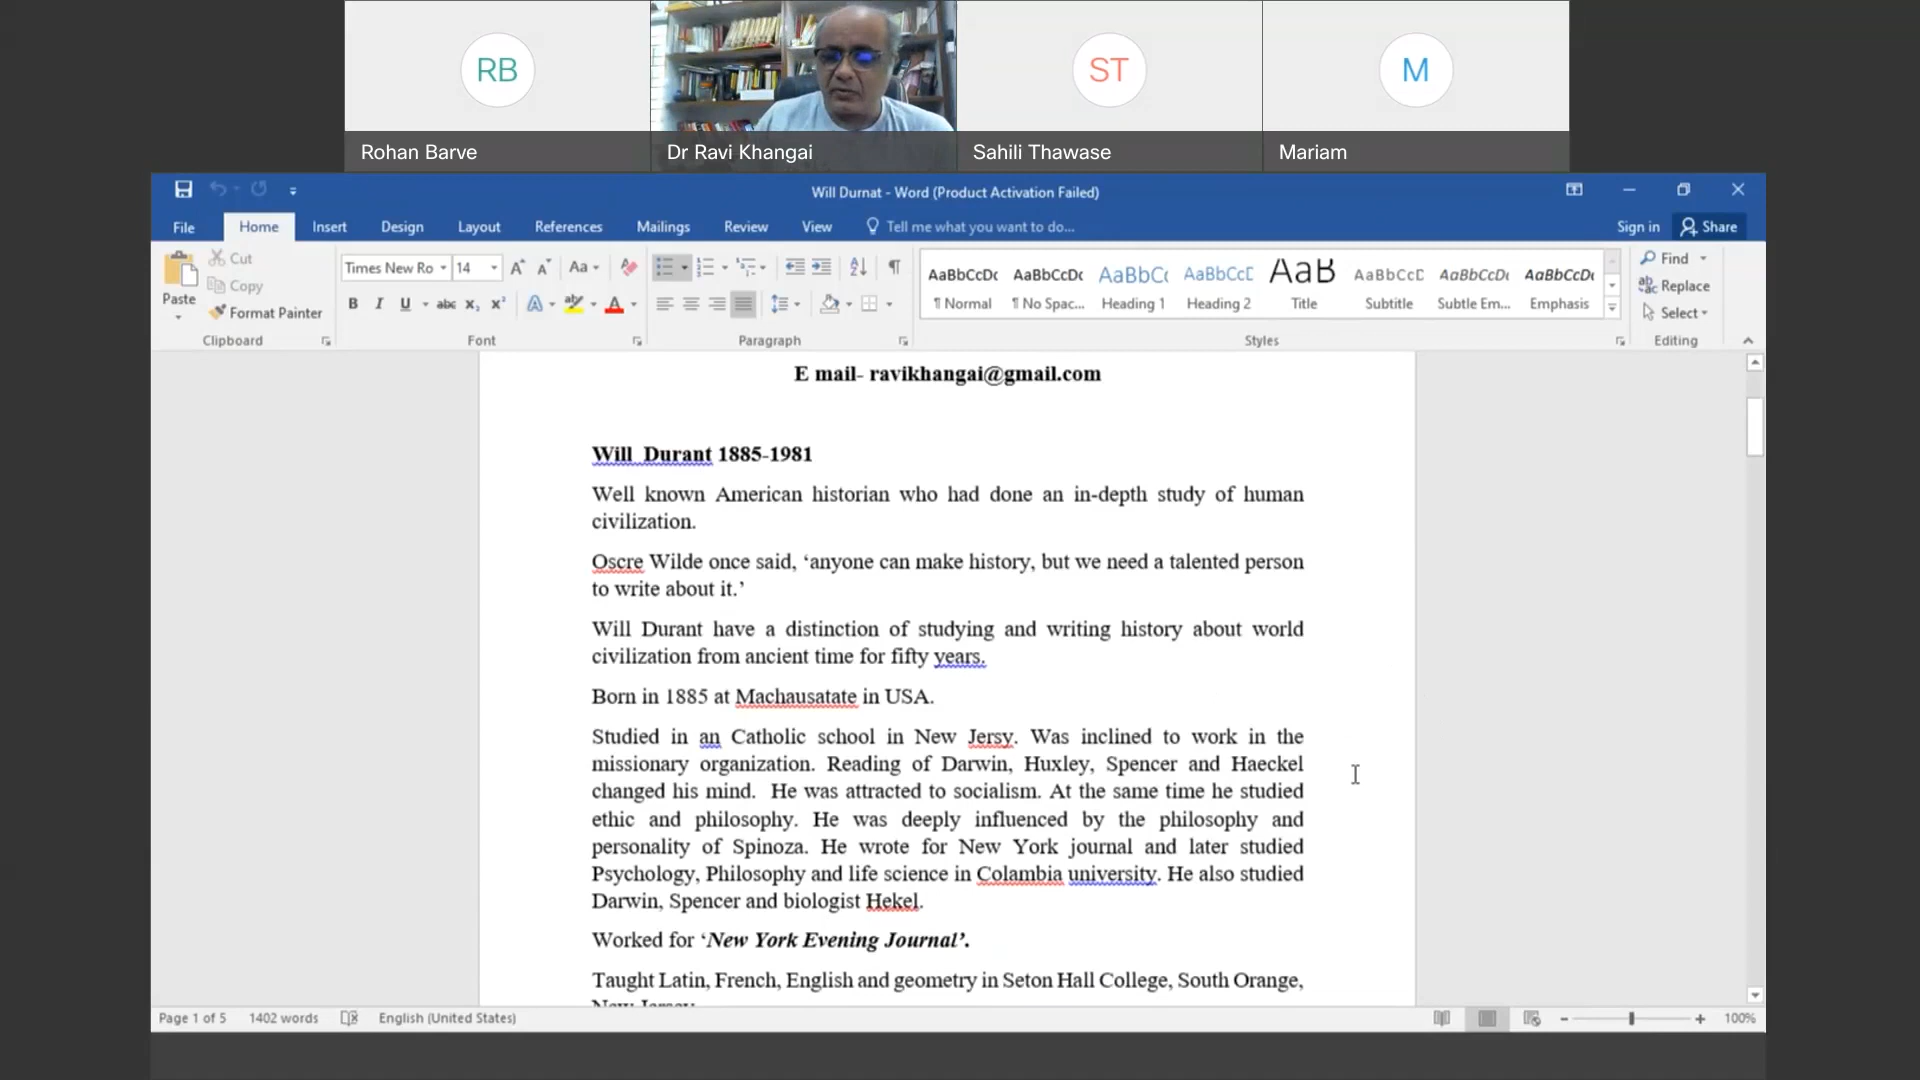 RB
ST
M
Rohan Barve
Dr Ravi Khangai
Sahili Thawase
Mariam
Will Durnat - Word (Product Activation Failed)
File Home Insert Design Layout References Mailings Review View Tell me what you want to do... Sign in Share
Cut
Copy
Format Painter
Paste
Clipboard
Times New Ro 14
Font
Paragraph
AaBbCcDc AaBbCcDc AaBbC( AaBbCcD AaB AaBbCcD AaBbCcDc AaBbCcDc
¶ Normal ¶ No Spac... Heading 1 Heading 2 Title Subtitle Subtle Em... Emphasis
Styles
Find
Replace
Select
Editing
E mail- ravikhangai@gmail.com
Will Durant 1885-1981
Well known American historian who had done an in-depth study of human
civilization.
Oscre Wilde once said, ‘anyone can make history, but we need a talented person
to write about it.’
Will Durant have a distinction of studying and writing history about world
civilization from ancient time for fifty years.
Born in 1885 at Machausatate in USA.
Studied in an Catholic school in New Jersy. Was inclined to work in the
missionary organization. Reading of Darwin, Huxley, Spencer and Haeckel
changed his mind. He was attracted to socialism. At the same time he studied
ethic and philosophy. He was deeply influenced by the philosophy and
personality of Spinoza. He wrote for New York journal and later studied
Psychology, Philosophy and life science in Colambia university. He also studied
Darwin, Spencer and biologist Hekel.
Worked for ‘New York Evening Journal’.
Taught Latin, French, English and geometry in Seton Hall College, South Orange,
New Jersey
Page 1 of 5 1402 words English (United States) 100%